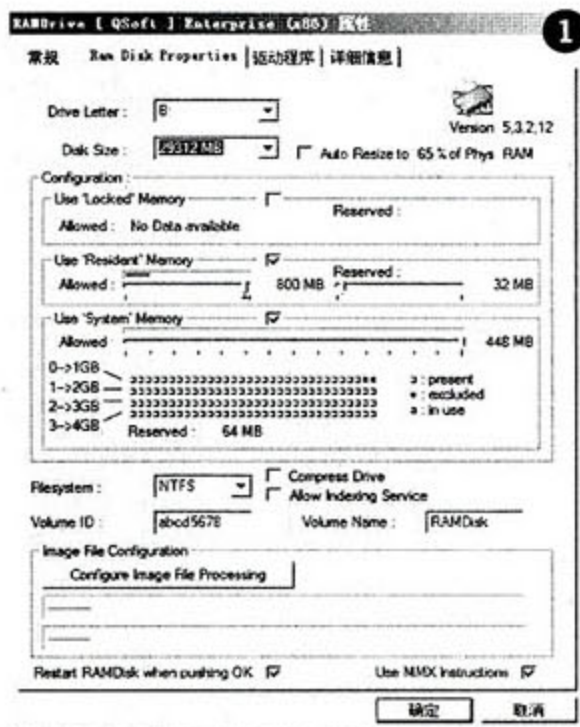 RAMDrive [ QSoft ] Enterprise (x86) 属性
1
常规 Ram Disk Properties 驱动程序 详细信息
Drive Letter : B
Version 5,3,2,12
Disk Size : 29312 MB Auto Resize to 65 % of Phys RAM
Configuration :
Use 'Locked' Memory
Reserved :
Allowed : No Data available
Use 'Resident' Memory
Reserved :
Allowed : 800 MB 32 MB
Use 'System' Memory
Allowed 448 MB
0->1GB
1->2GB
2->3GB
3->4GB
ɜ : present
* : excluded
a : in use
Reserved : 64 MB
Filesystem : NTFS
Compress Drive
Allow Indexing Service
Volume ID : abcd5678 Volume Name : RAMDisk
Image File Configuration
Configure Image File Processing
Restart RAMDisk when pushing OK Use MMX Instructions
确定 取消